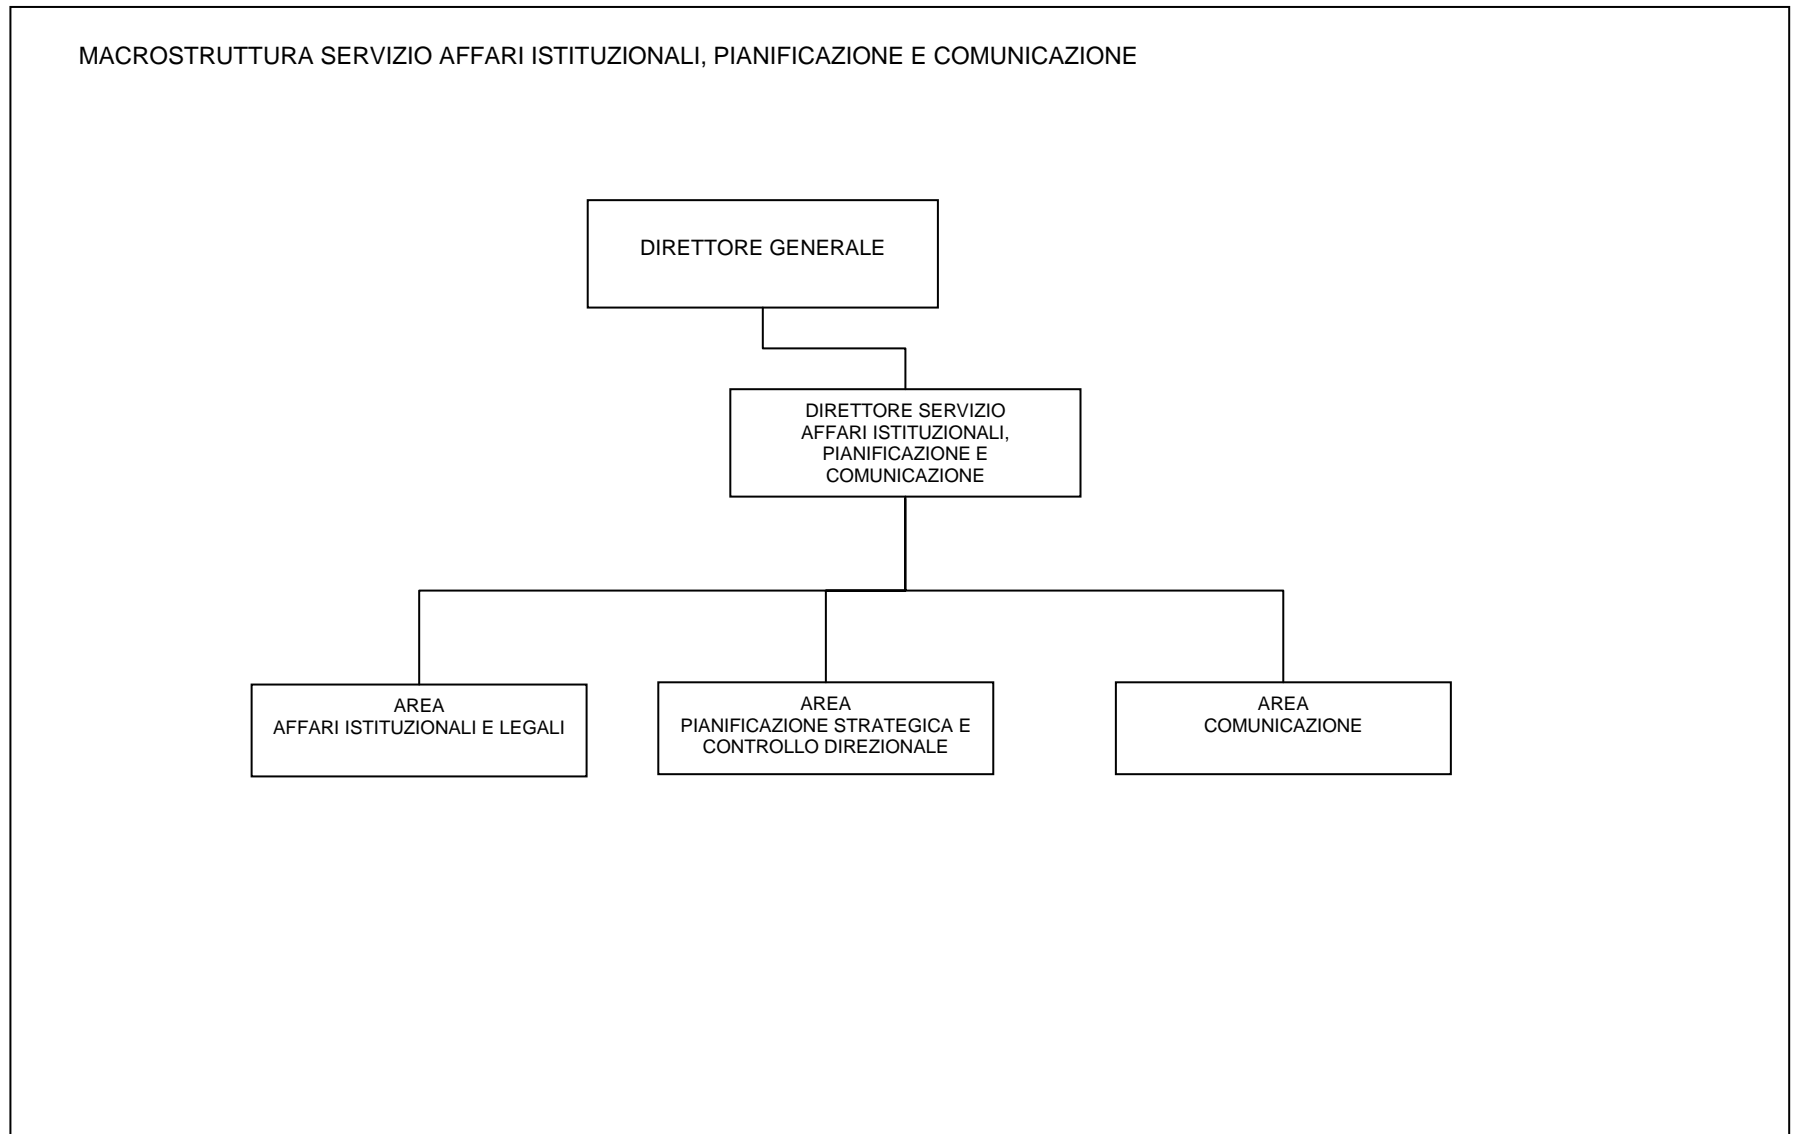 MACROSTRUTTURA SERVIZIO AFFARI ISTITUZIONALI, PIANIFICAZIONE E COMUNICAZIONE
DIRETTORE GENERALE
DIRETTORE SERVIZIO
AFFARI ISTITUZIONALI,
PIANIFICAZIONE E
COMUNICAZIONE
AREA
AFFARI ISTITUZIONALI E LEGALI
AREA
PIANIFICAZIONE STRATEGICA E
CONTROLLO DIREZIONALE
AREA
COMUNICAZIONE